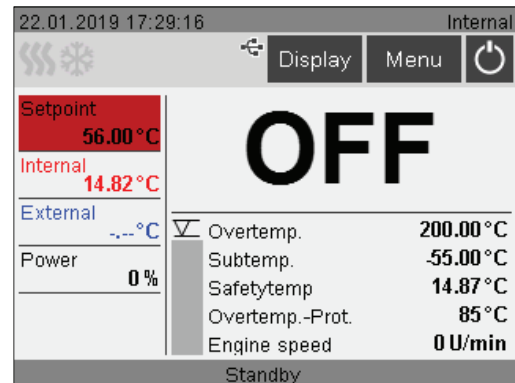 22.01.2019 17:29:16 Internal
Display Menu
Setpoint
56.00°C
Internal
14.82°C
External
-.--°C
Power
0 %
OFF
Overtemp. 200.00°C
Subtemp. -55.00°C
Safetytemp 14.87°C
Overtemp.-Prot. 85°C
Engine speed 0 U/min
Standby